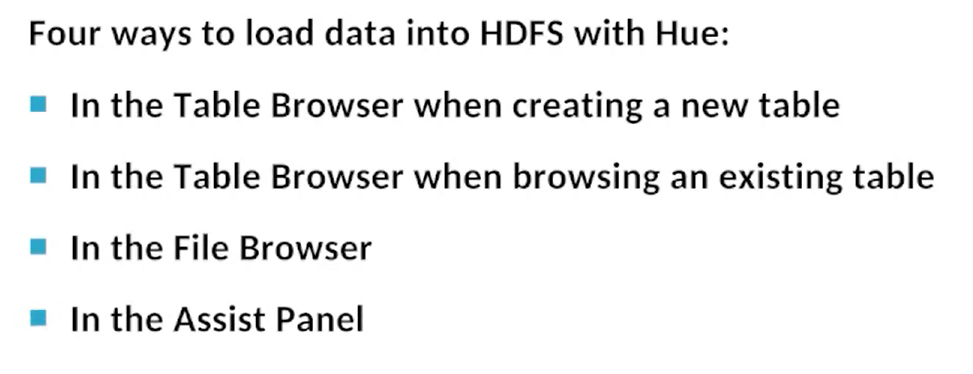 Four ways to load data into HDFS with Hue:
In the Table Browser when creating a new table
In the Table Browser when browsing an existing table
In the File Browser
In the Assist Panel